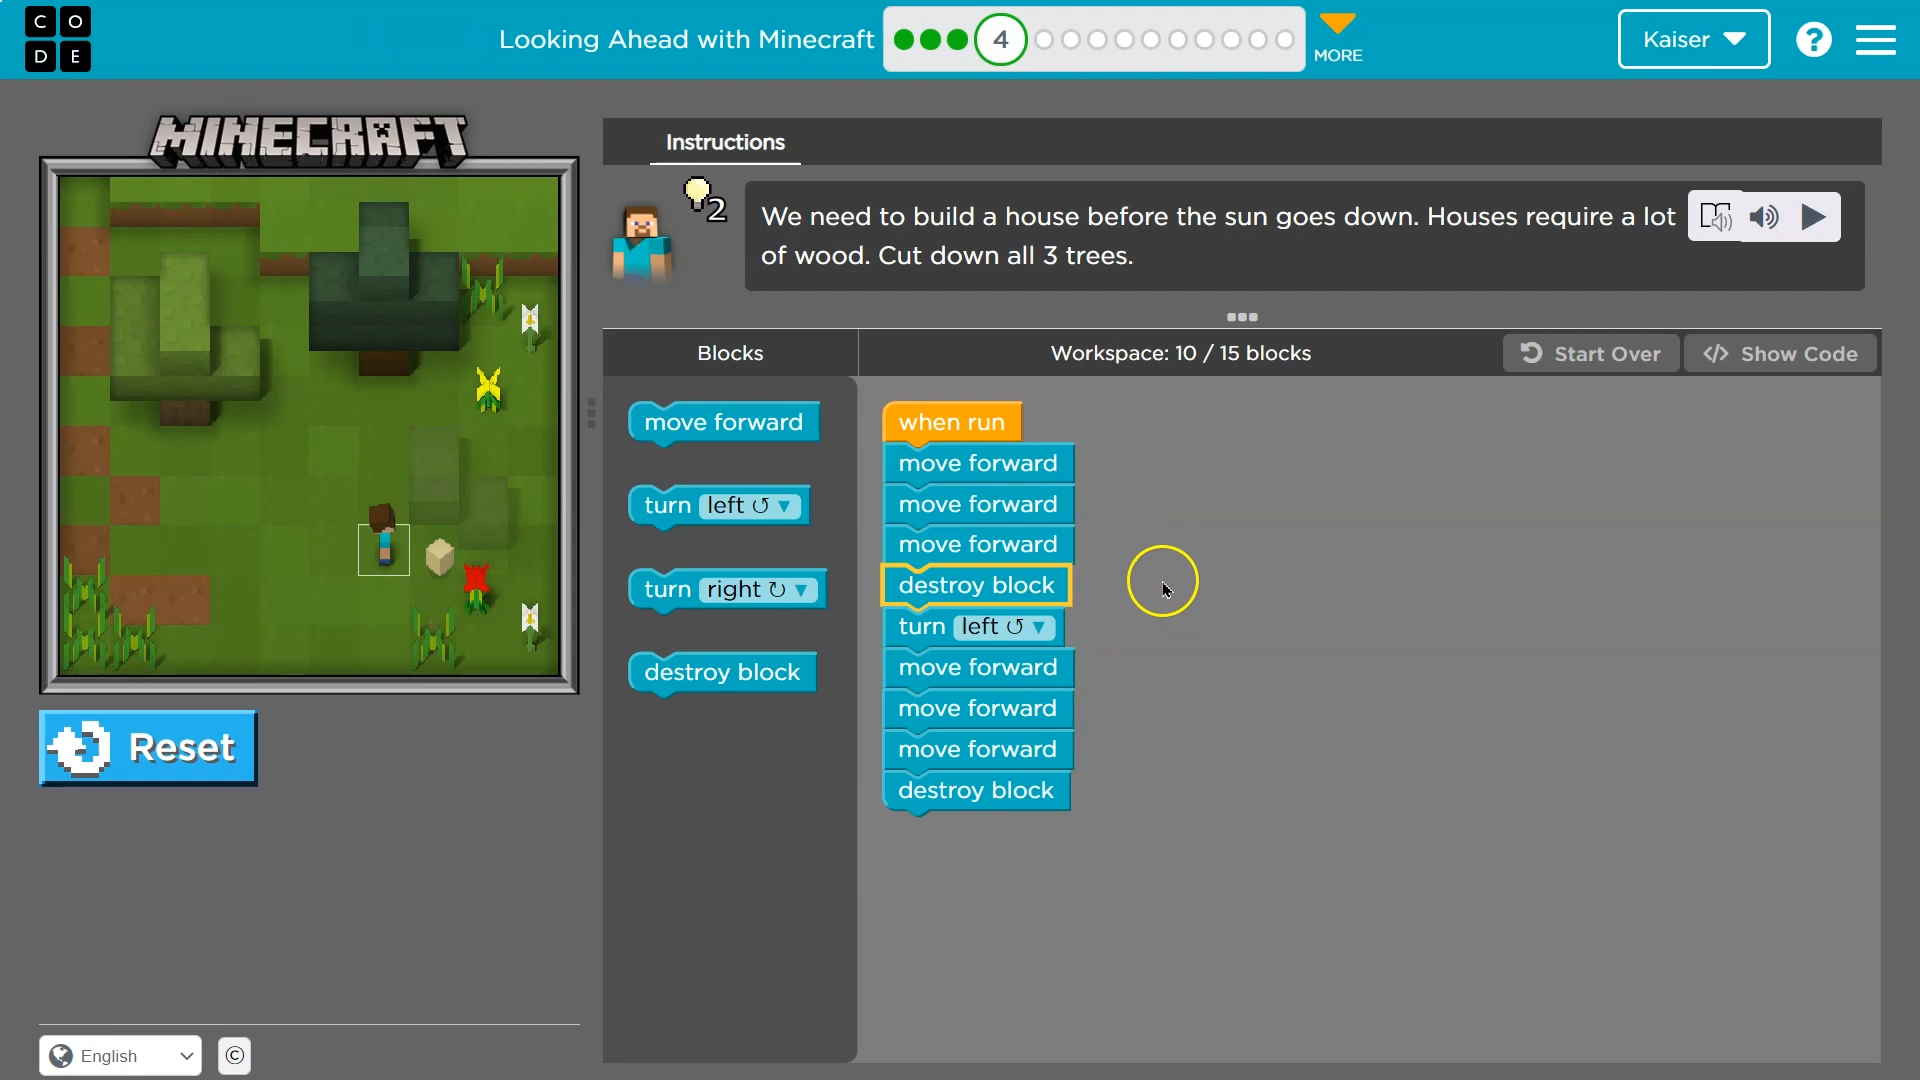 C O
D E
Looking Ahead with Minecraft
4
MORE
Kaiser
?
MINECRAFT
Instructions
2
We need to build a house before the sun goes down. Houses require a lot
of wood. Cut down all 3 trees.
Blocks
Workspace: 10 / 15 blocks
Start Over
</> Show Code
move forward
turn left ↺ ▼
turn right ↻ ▼
destroy block
when run
move forward
move forward
move forward
destroy block
turn left ↺ ▼
move forward
move forward
move forward
destroy block
Reset
English
©